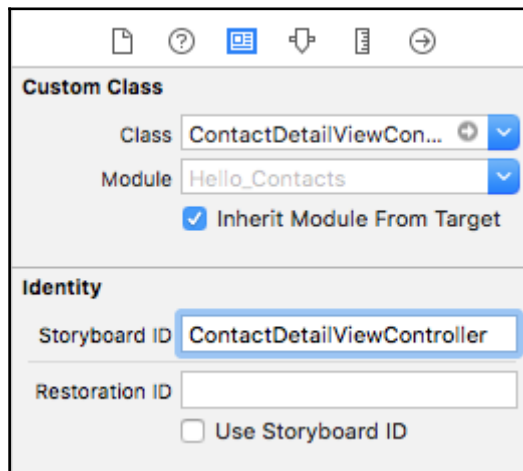 Custom Class
Class ContactDetailViewCon...
Module Hello_Contacts
Inherit Module From Target
Identity
Storyboard ID ContactDetailViewController
Restoration ID
Use Storyboard ID